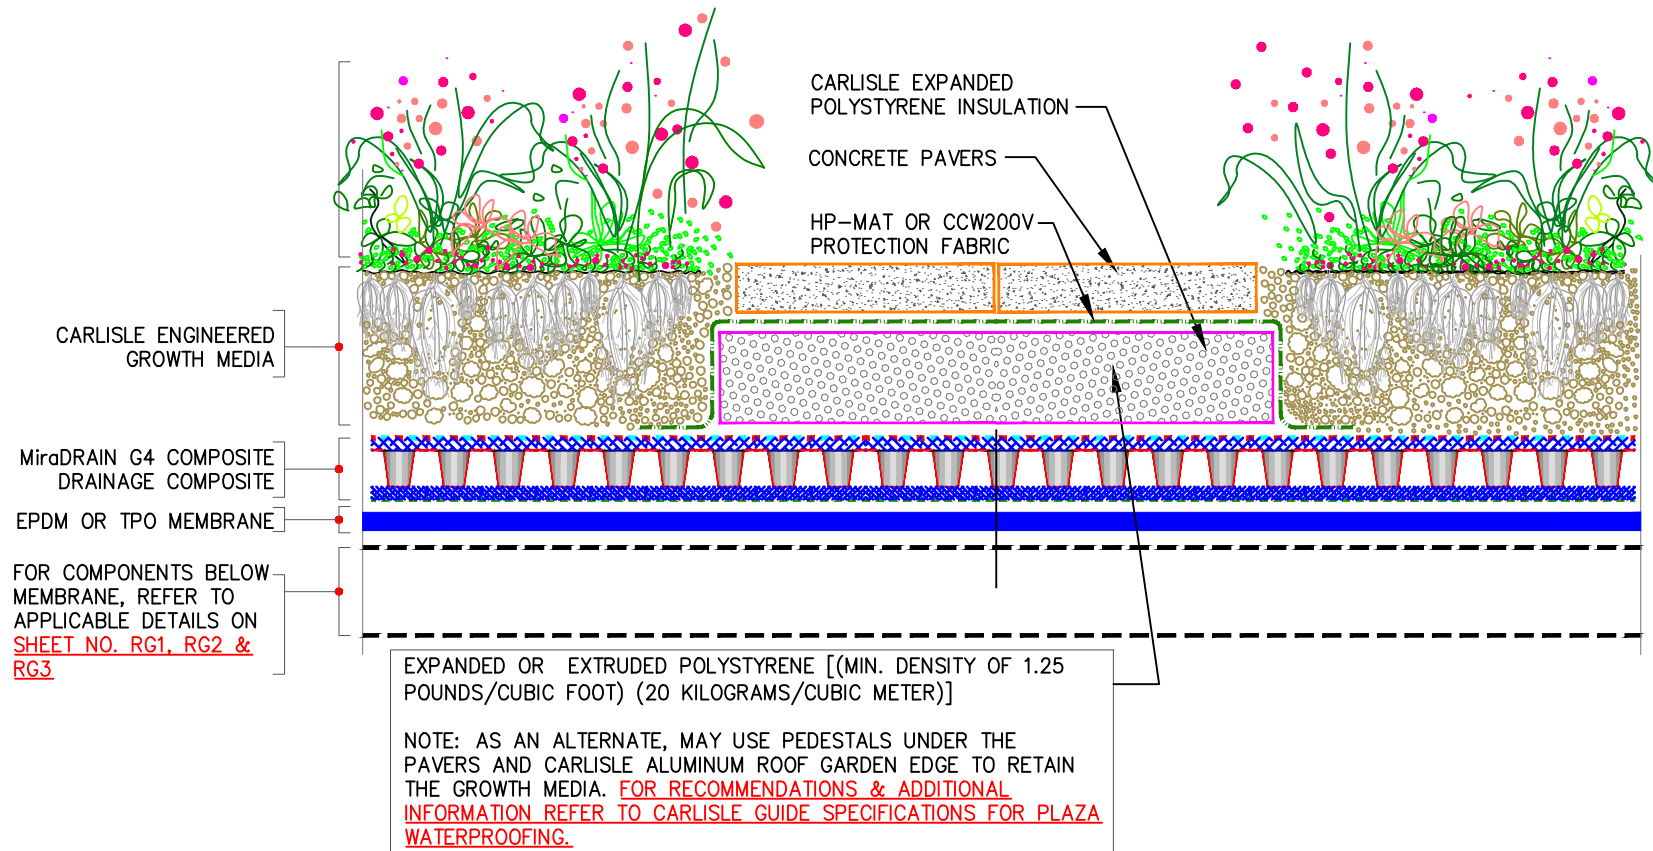 CARLISLE EXPANDED
POLYSTYRENE INSULATION
CONCRETE PAVERS
HP-MAT OR CCW200V
PROTECTION FABRIC
CARLISLE ENGINEERED
GROWTH MEDIA
MiraDRAIN G4 COMPOSITE
DRAINAGE COMPOSITE
EPDM OR TPO MEMBRANE
FOR COMPONENTS BELOW
MEMBRANE, REFER TO
APPLICABLE DETAILS ON
SHEET NO. RG1, RG2 &
RG3
EXPANDED OR EXTRUDED POLYSTYRENE [(MIN. DENSITY OF 1.25
POUNDS/CUBIC FOOT) (20 KILOGRAMS/CUBIC METER)]
NOTE: AS AN ALTERNATE, MAY USE PEDESTALS UNDER THE
PAVERS AND CARLISLE ALUMINUM ROOF GARDEN EDGE TO RETAIN
THE GROWTH MEDIA. FOR RECOMMENDATIONS & ADDITIONAL
INFORMATION REFER TO CARLISLE GUIDE SPECIFICATIONS FOR PLAZA
WATERPROOFING.